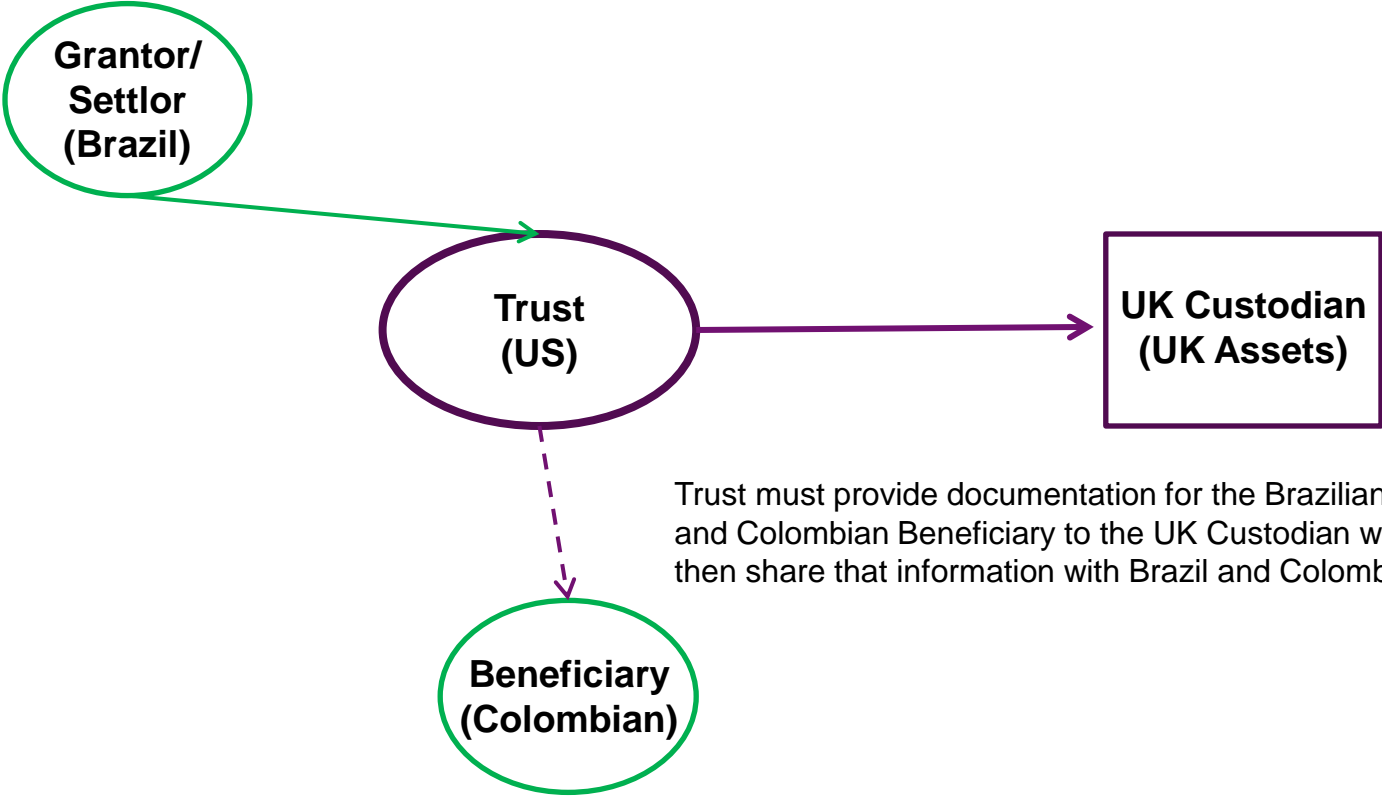 Grantor/
Settlor
(Brazil)
Trust
(US)
UK Custodian
(UK Assets)
Trust must provide documentation for the Brazilian
and Colombian Beneficiary to the UK Custodian w
then share that information with Brazil and Colomb
Beneficiary
(Colombian)